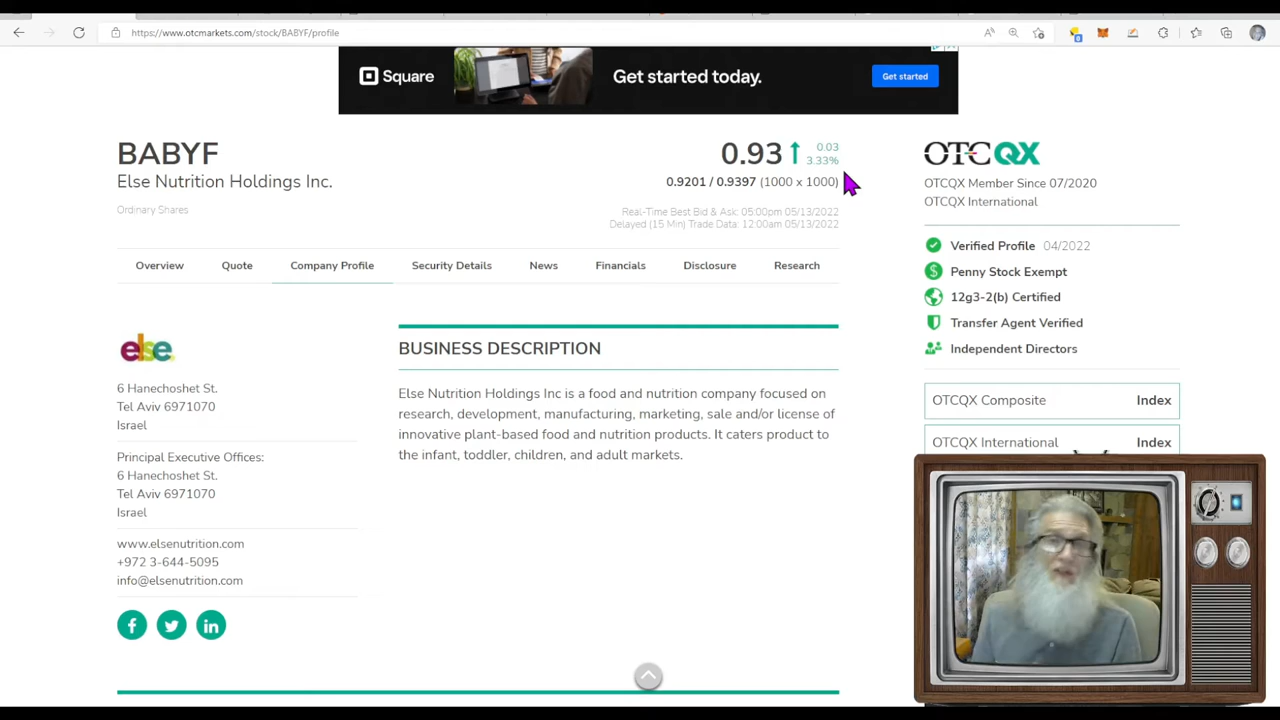 https://www.otcmarkets.com/stock/BABYF/profile
Square
Get started today.
Get started
BABYF
Else Nutrition Holdings Inc.
Ordinary Shares
0.93
0.03
3.33%
0.9201 / 0.9397 (1000 x 1000)
Real-Time Best Bid & Ask: 05:00pm 05/13/2022
Delayed (15 Min) Trade Data: 12:00am 05/13/2022
OTCQX
OTCQX Member Since 07/2020
OTCQX International
Verified Profile 04/2022
Penny Stock Exempt
12g3-2(b) Certified
Transfer Agent Verified
Independent Directors
OTCQX Composite Index
OTCQX International Index
Overview Quote Company Profile Security Details News Financials Disclosure Research
else
6 Hanechoshet St.
Tel Aviv 6971070
Israel
Principal Executive Offices:
6 Hanechoshet St.
Tel Aviv 6971070
Israel
www.elsenutrition.com
+972 3-644-5095
info@elsenutrition.com
BUSINESS DESCRIPTION
Else Nutrition Holdings Inc is a food and nutrition company focused on
research, development, manufacturing, marketing, sale and/or license of
innovative plant-based food and nutrition products. It caters product to
the infant, toddler, children, and adult markets.